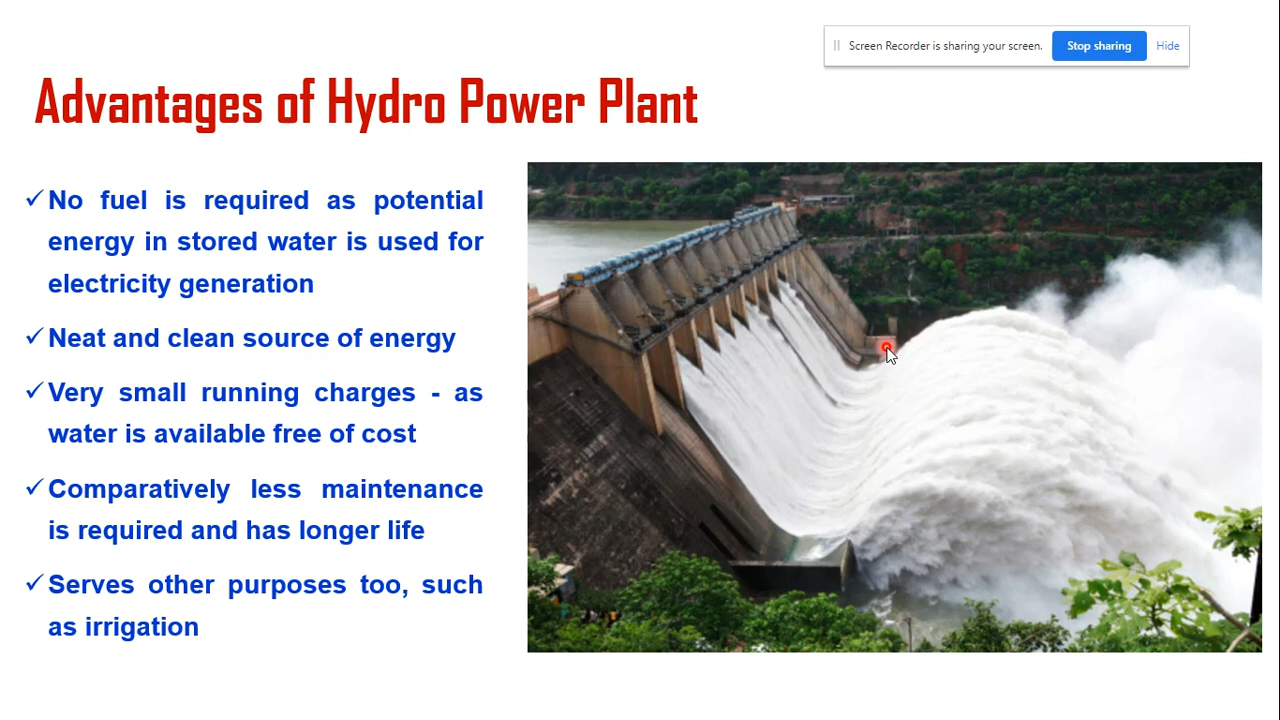 Screen Recorder is sharing your screen. Stop sharing Hide
Advantages of Hydro Power Plant
✓ No fuel is required as potential
energy in stored water is used for
electricity generation
✓ Neat and clean source of energy
✓ Very small running charges - as
water is available free of cost
✓ Comparatively less maintenance
is required and has longer life
✓ Serves other purposes too, such
as irrigation